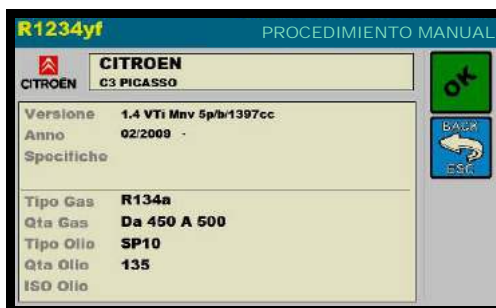 R1234yf PROCEDIMIENTO MANUAL
CITROËN
CITROEN
C3 PICASSO
OK
Versione 1.4 VTi Mnv 5p/b/1397cc
Anno 02/2009 -
Specifiche
BACK
ESC
Tipo Gas R134a
Qta Gas Da 450 A 500
Tipo Olio SP10
Qta Olio 135
ISO Olio